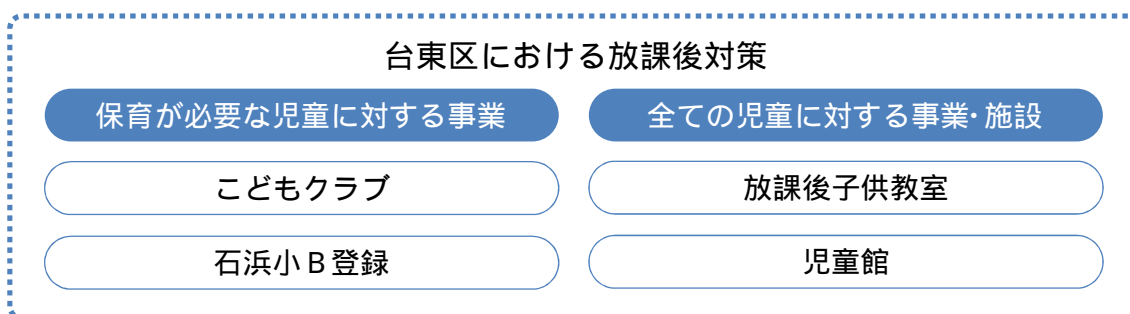 台東区における放課後対策
保育が必要な児童に対する事業
全ての児童に対する事業・施設
こどもクラブ
放課後子供教室
石浜小Ｂ登録
児童館